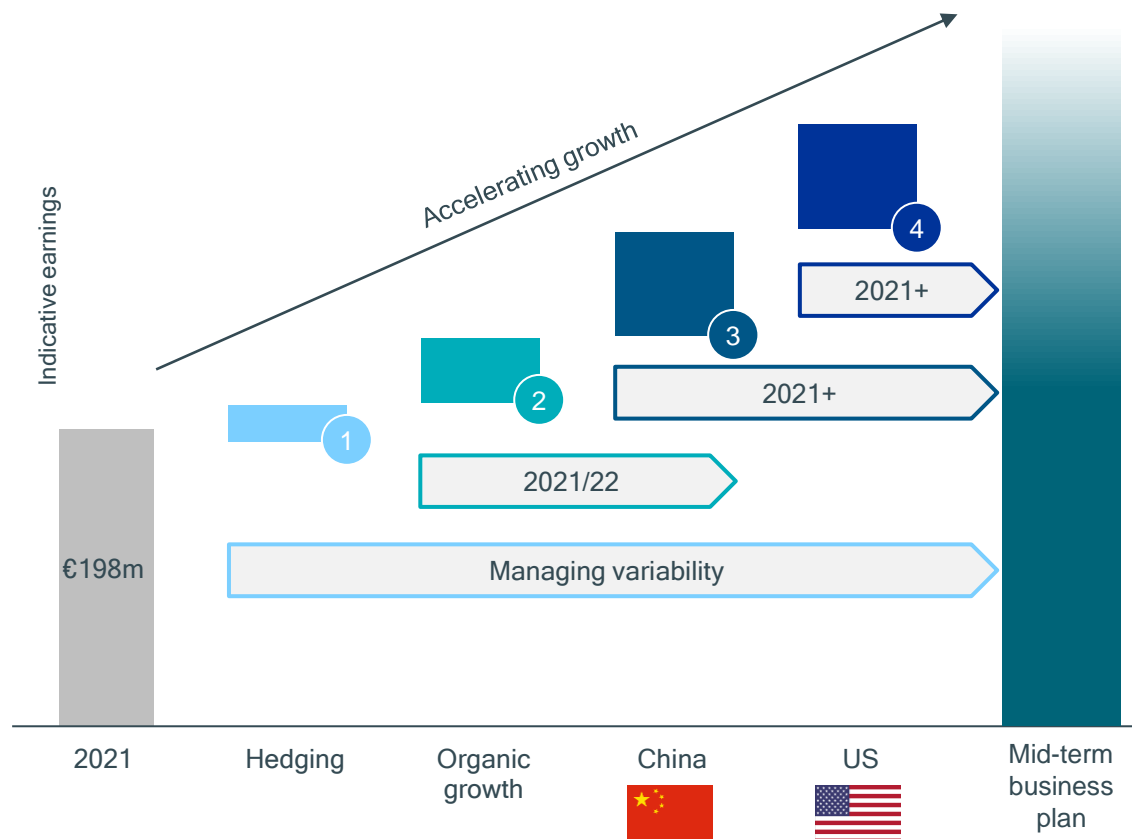 Indicative earnings
Accelerating growth
4
2021+
3
2021+
2
1
2021/22
€198m
Managing variability
2021
Hedging
Organic
growth
China
US
Mid-term
business
plan